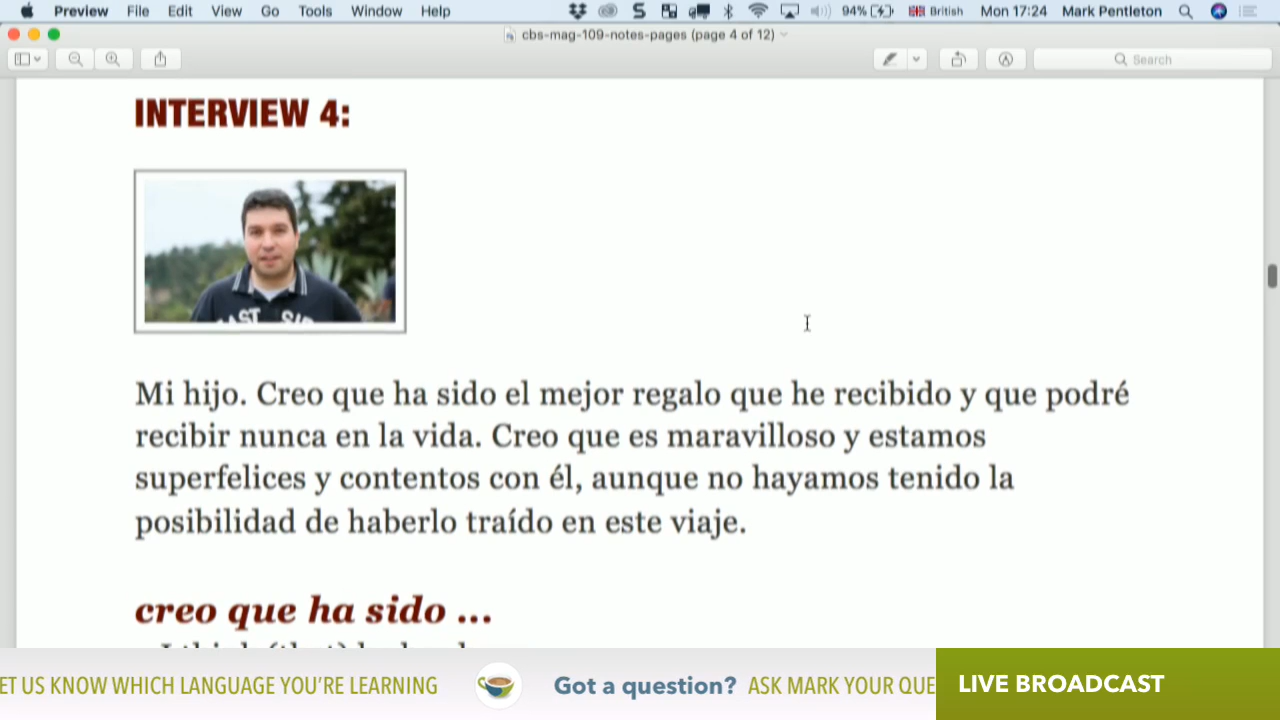 Preview File Edit View Go Tools Window Help 94% British Mon 17:24 Mark Pentleton
cbs-mag-109-notes-pages (page 4 of 12)
Search
INTERVIEW 4:
Mi hijo. Creo que ha sido el mejor regalo que he recibido y que podré
recibir nunca en la vida. Creo que es maravilloso y estamos
superfelices y contentos con él, aunque no hayamos tenido la
posibilidad de haberlo traído en este viaje.
creo que ha sido ...
ET US KNOW WHICH LANGUAGE YOU'RE LEARNING Got a question? ASK MARK YOUR QUE LIVE BROADCAST